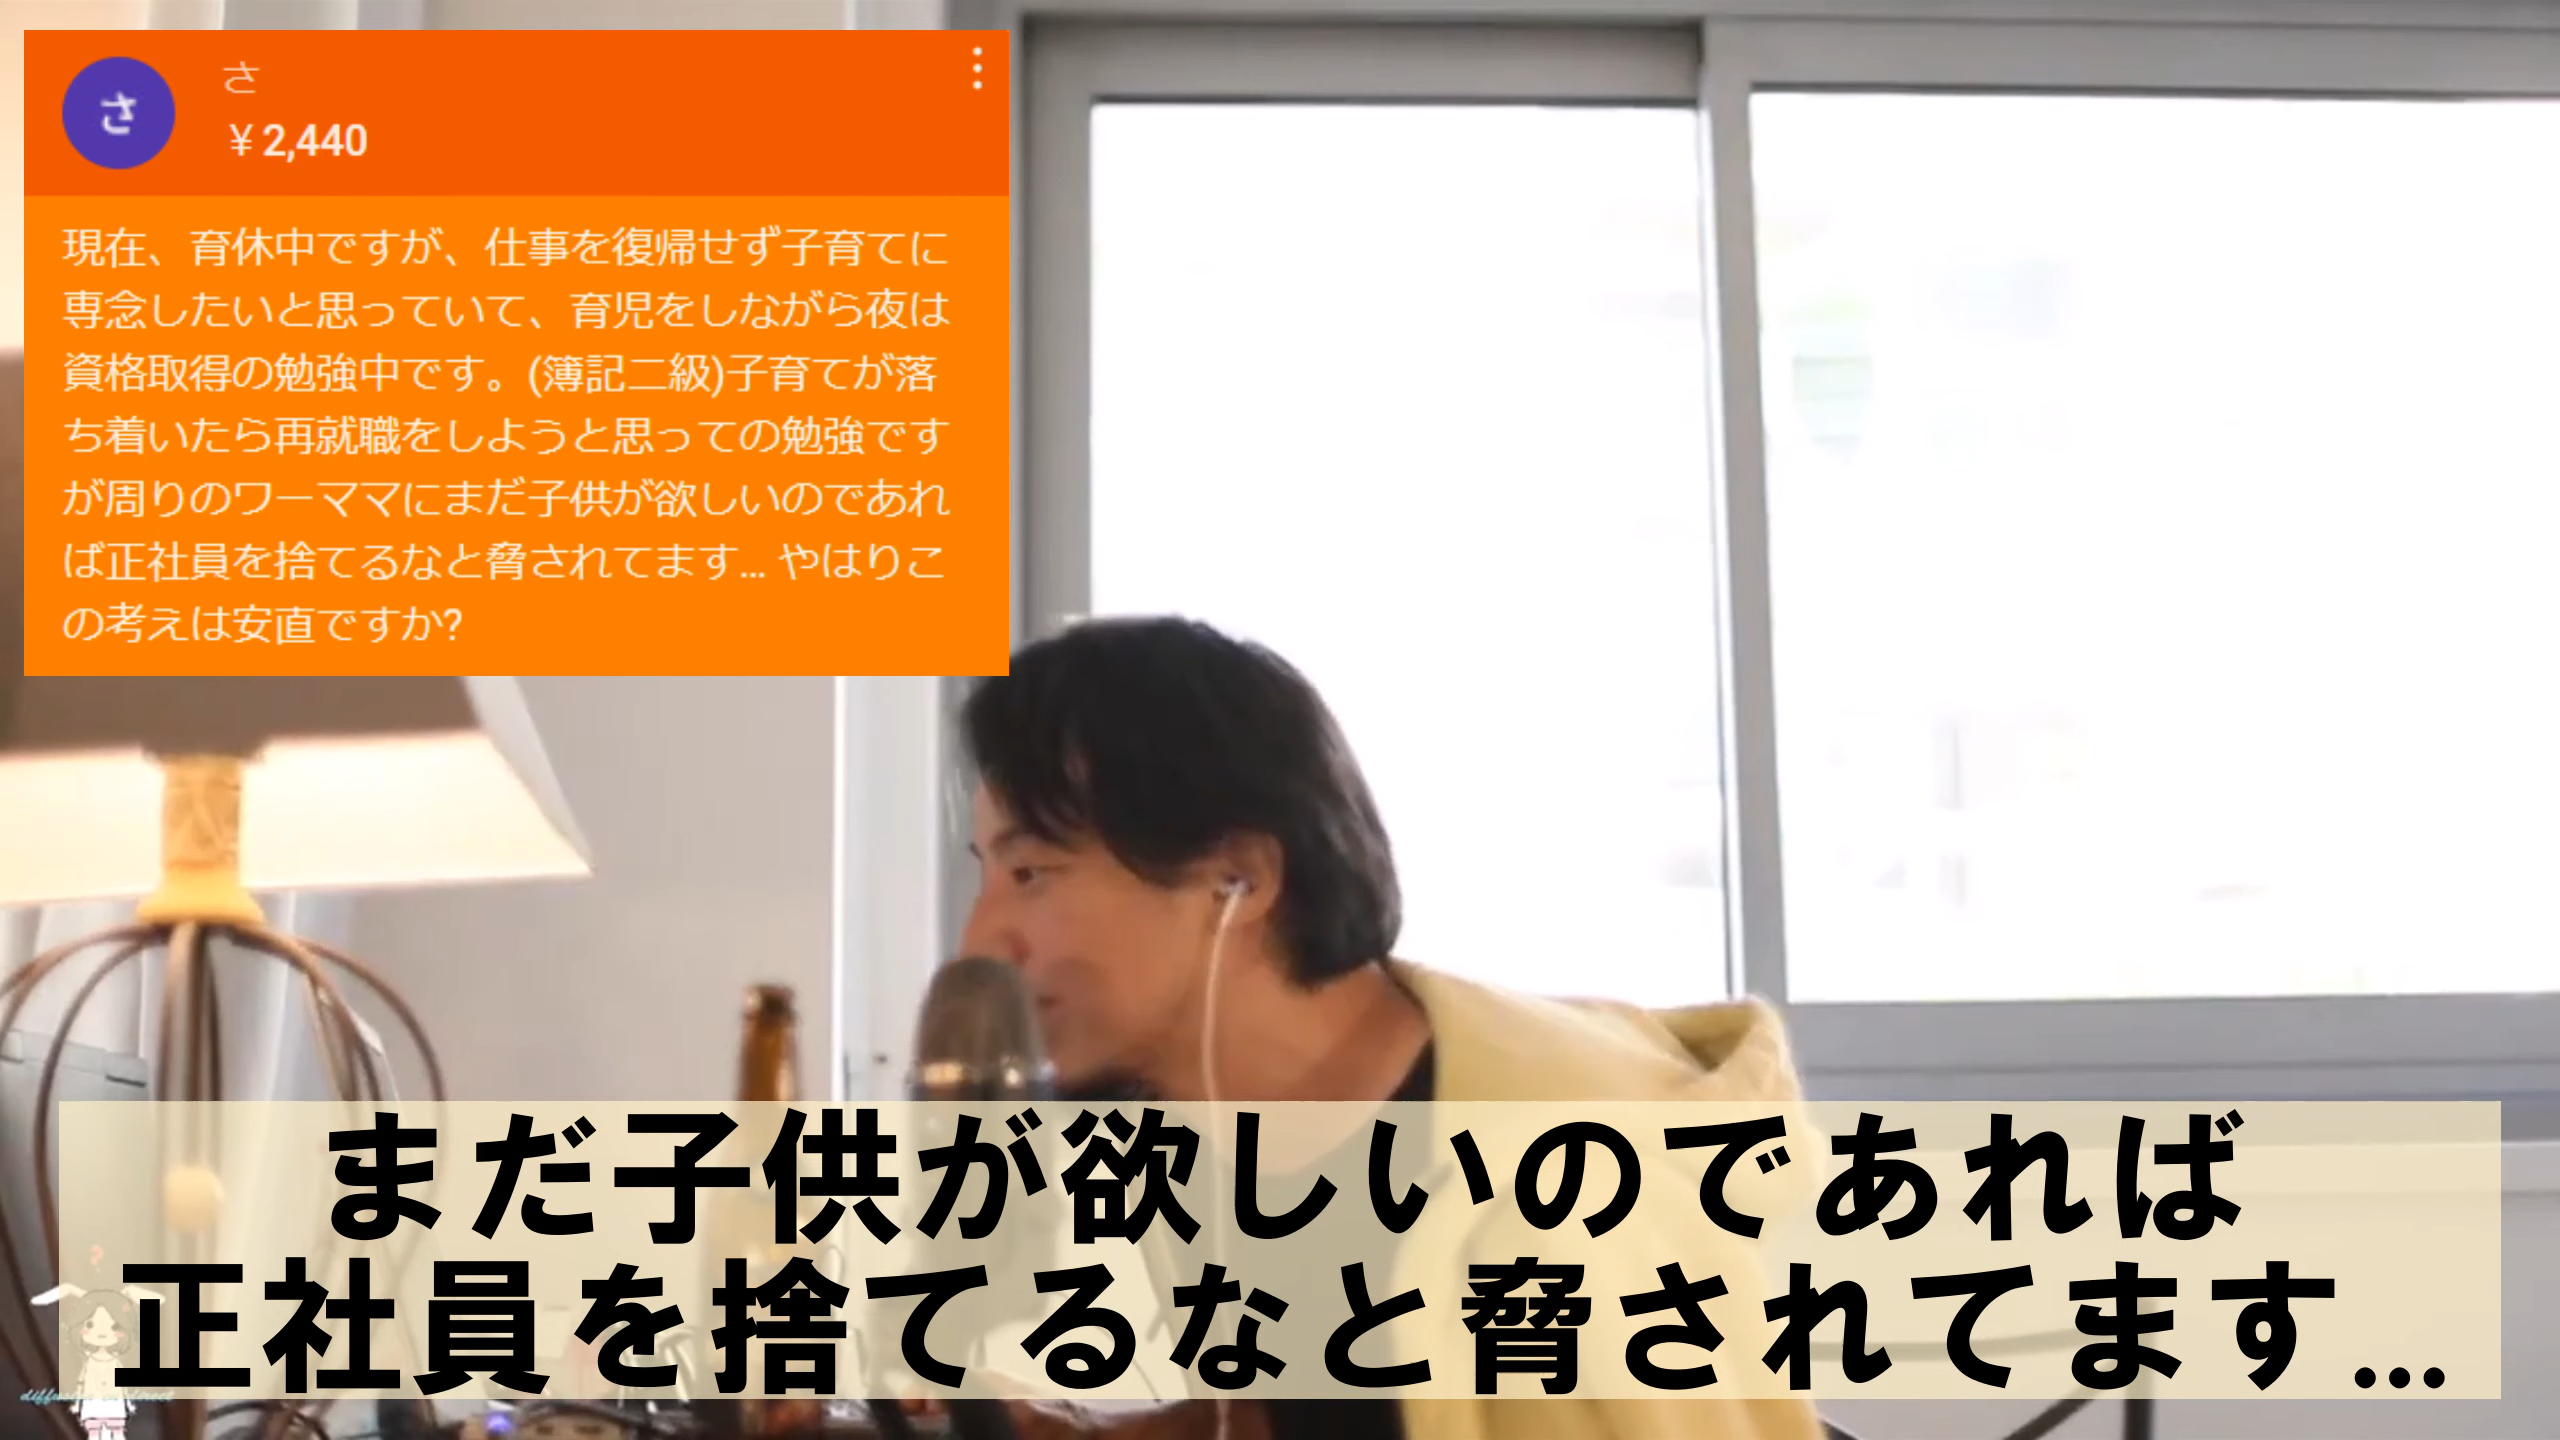 さ
さ
￥2,440
現在、育休中ですが、仕事を復帰せず子育てに
専念したいと思っていて、育児をしながら夜は
資格取得の勉強中です。(簿記二級)子育てが落
ち着いたら再就職をしようと思っての勉強です
が周りのワーママにまだ子供が欲しいのであれ
ば正社員を捨てるなと脅されてます... やはりこ
の考えは安直ですか?
まだ子供が欲しいのであれば
正社員を捨てるなと脅されてます...